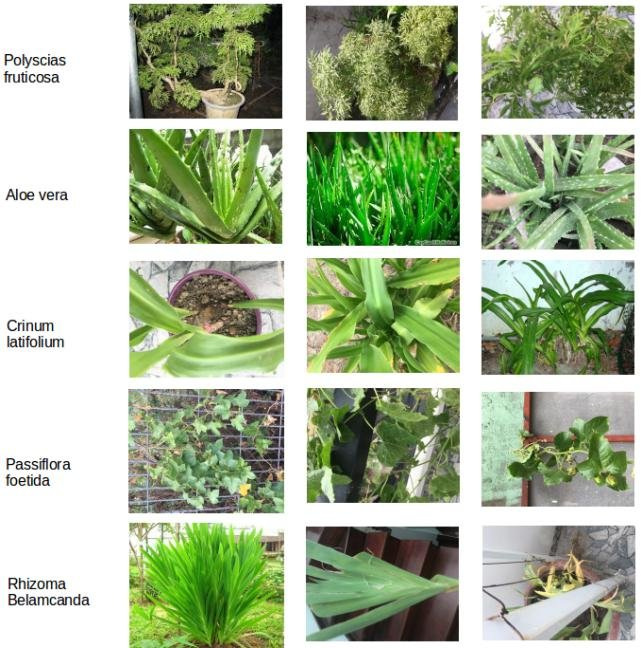 Polyscias
fruticosa
Aloe vera
Crinum
latifolium
Passiflora
foetida
Rhizoma
Belamcanda